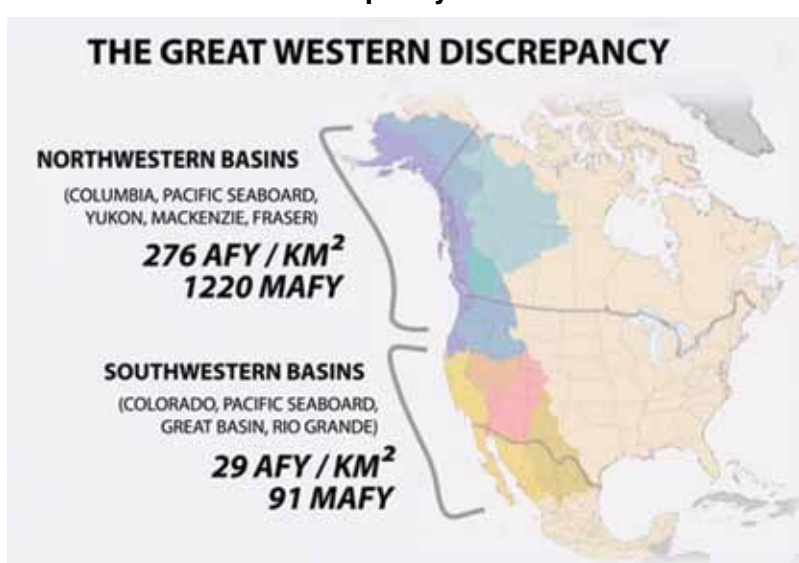 THE GREAT WESTERN DISCREPANCY
NORTHWESTERN BASINS
(COLUMBIA, PACIFIC SEABOARD,
YUKON, MACKENZIE, FRASER)
276 AFY / KM²
1220 MAFY
SOUTHWESTERN BASINS
(COLORADO, PACIFIC SEABOARD,
GREAT BASIN, RIO GRANDE)
29 AFY / KM²
91 MAFY